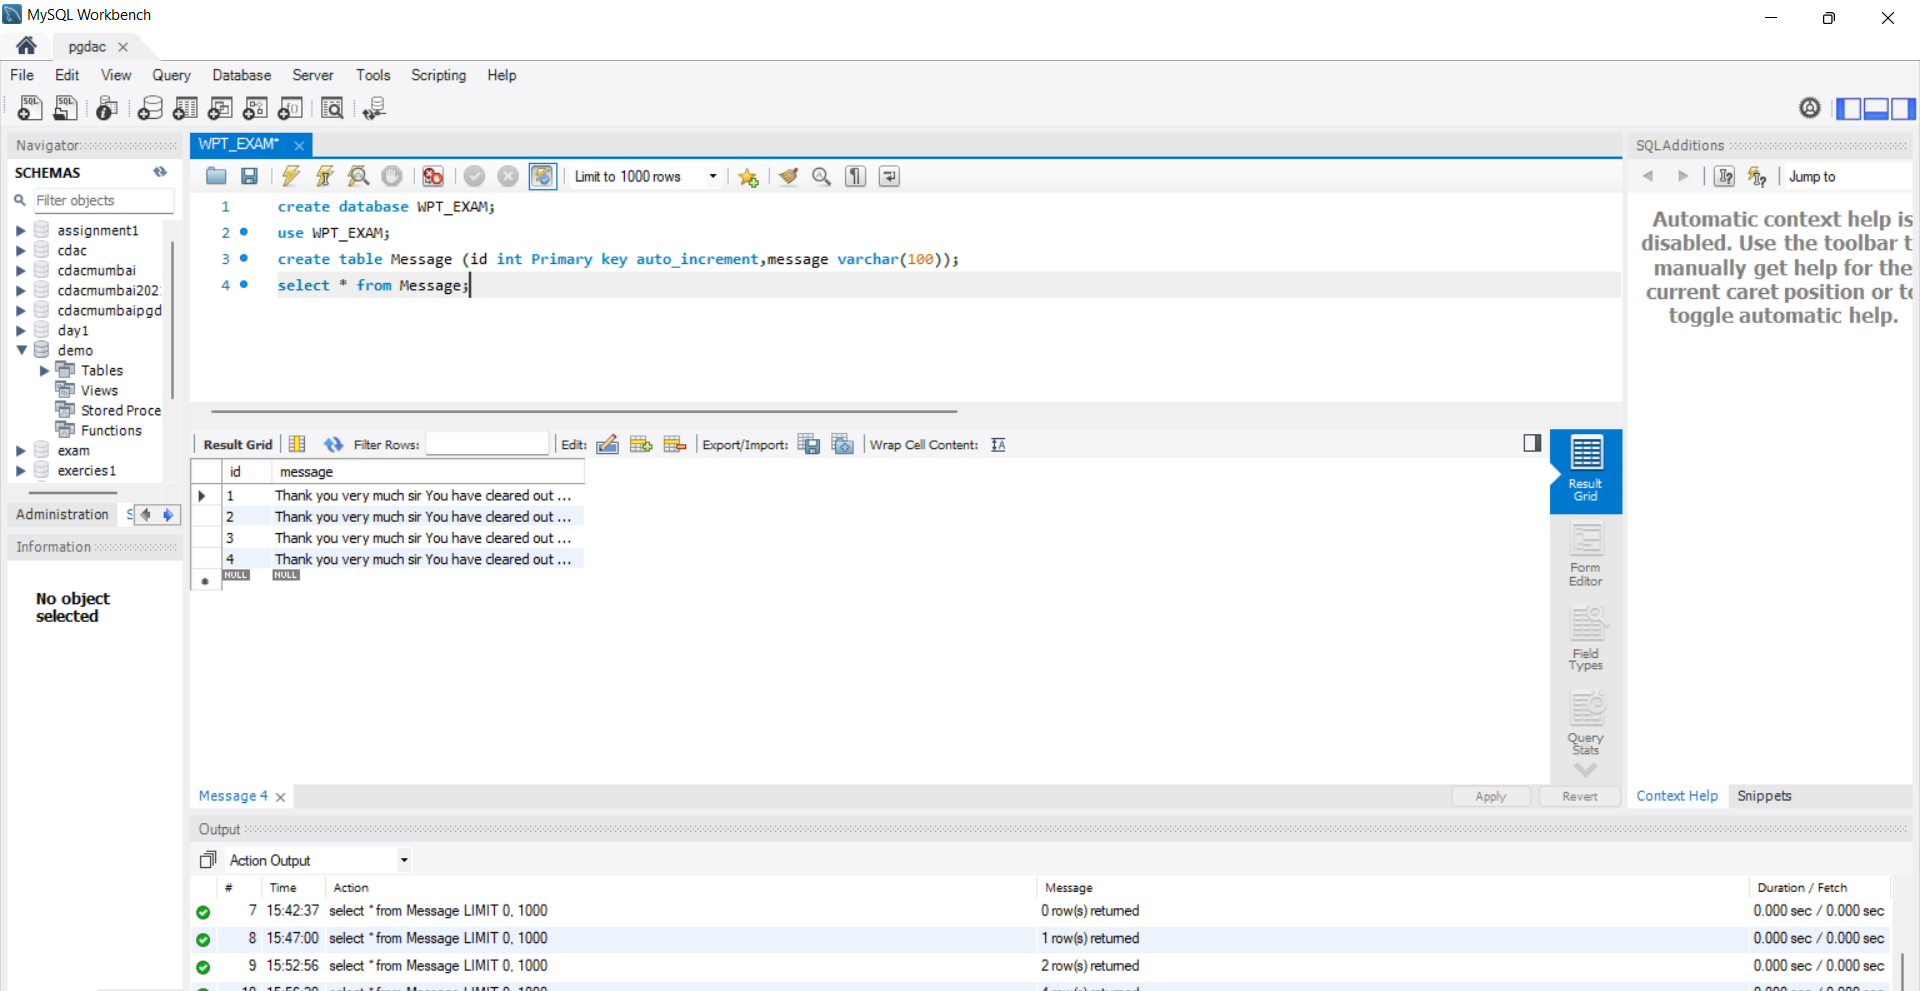 MySQL Workbench
pgdac
File Edit View Query Database Server Tools Scripting Help
Navigator
SCHEMAS
Filter objects
assignment1
cdac
cdacmumbai
cdacmumbai202
cdacmumbaipgd
day1
demo
Tables
Views
Stored Proce
Functions
exam
exercies1
Administration S
Information
No object
selected
WPT_EXAM*
Limit to 1000 rows
1 create database WPT_EXAM;
2 use WPT_EXAM;
3 create table Message (id int Primary key auto_increment,message varchar(100));
4 select * from Message;
Result Grid Filter Rows: Edit: Export/Import: Wrap Cell Content:
id message
1 Thank you very much sir You have cleared out ...
2 Thank you very much sir You have cleared out ...
3 Thank you very much sir You have cleared out ...
4 Thank you very much sir You have cleared out ...
NULL NULL
Result
Grid
Form
Editor
Field
Types
Query
Stats
Message 4
Apply Revert
SQLAdditions
Jump to
Automatic context help is
disabled. Use the toolbar t
manually get help for the
current caret position or to
toggle automatic help.
Context Help Snippets
Output
Action Output
# Time Action Message Duration / Fetch
7 15:42:37 select * from Message LIMIT 0, 1000 0 row(s) returned 0.000 sec / 0.000 sec
8 15:47:00 select * from Message LIMIT 0, 1000 1 row(s) returned 0.000 sec / 0.000 sec
9 15:52:56 select * from Message LIMIT 0, 1000 2 row(s) returned 0.000 sec / 0.000 sec